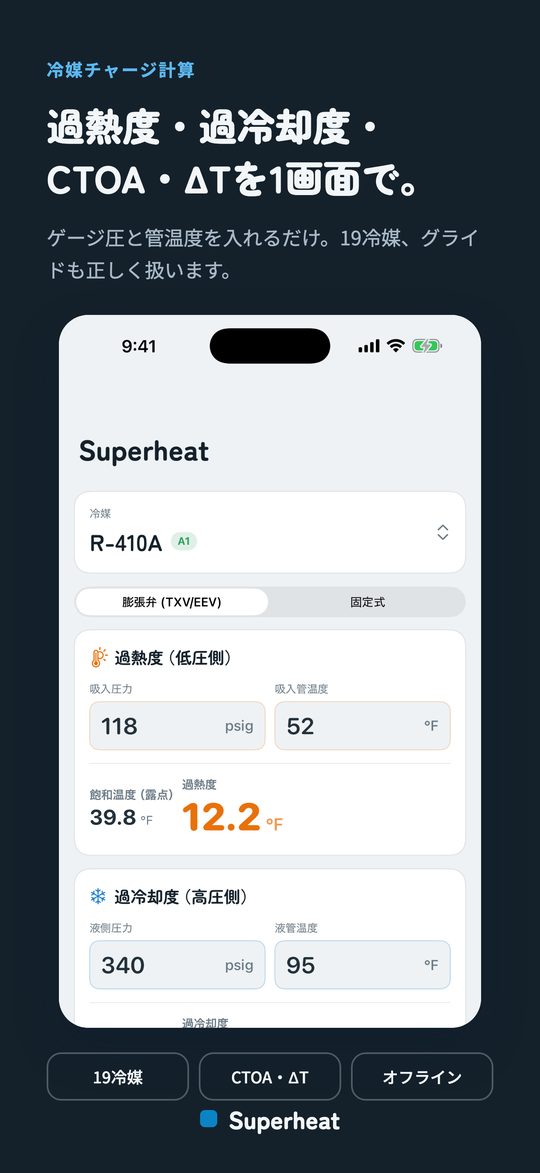 冷媒チャージ計算
過熱度・過冷却度・
CTOA・ΔTを1画面で。
ゲージ圧と管温度を入れるだけ。19冷媒、グライ
ドも正しく扱います。
9:41
Superheat
冷媒
R-410A A1
膨張弁 (TXV/EEV) 固定式
過熱度（低圧側）
吸入圧力 吸入管温度
118 psig 52 °F
過熱度
飽和温度（露点）
39.8 °F 12.2 °F
過冷却度（高圧側）
液側圧力 液管温度
340 psig 95 °F
過冷却度
19冷媒 CTOA・ΔT オフライン
Superheat